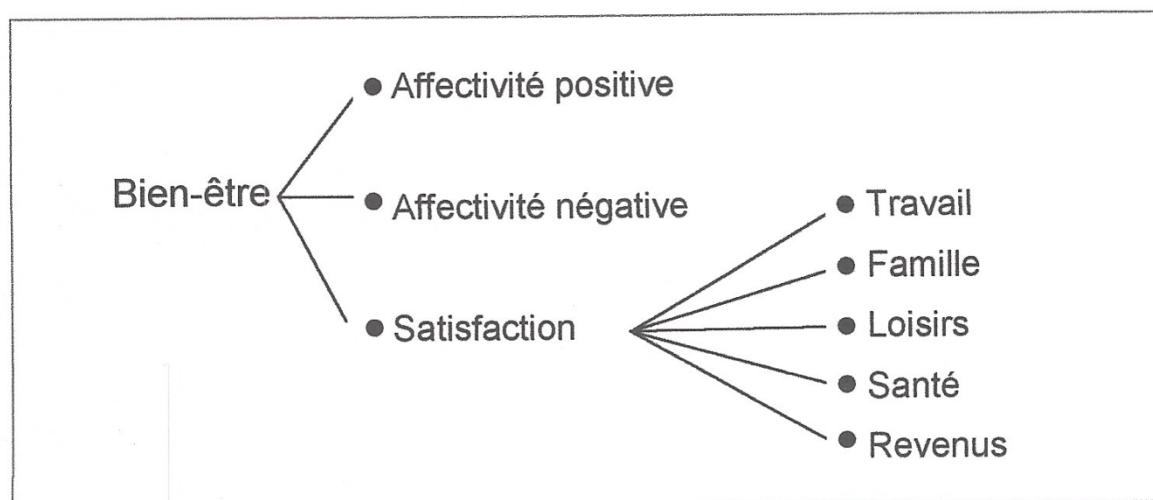 ● Affectivité positive
Bien-être
● Affectivité négative
● Satisfaction
● Travail
● Famille
● Loisirs
● Santé
● Revenus